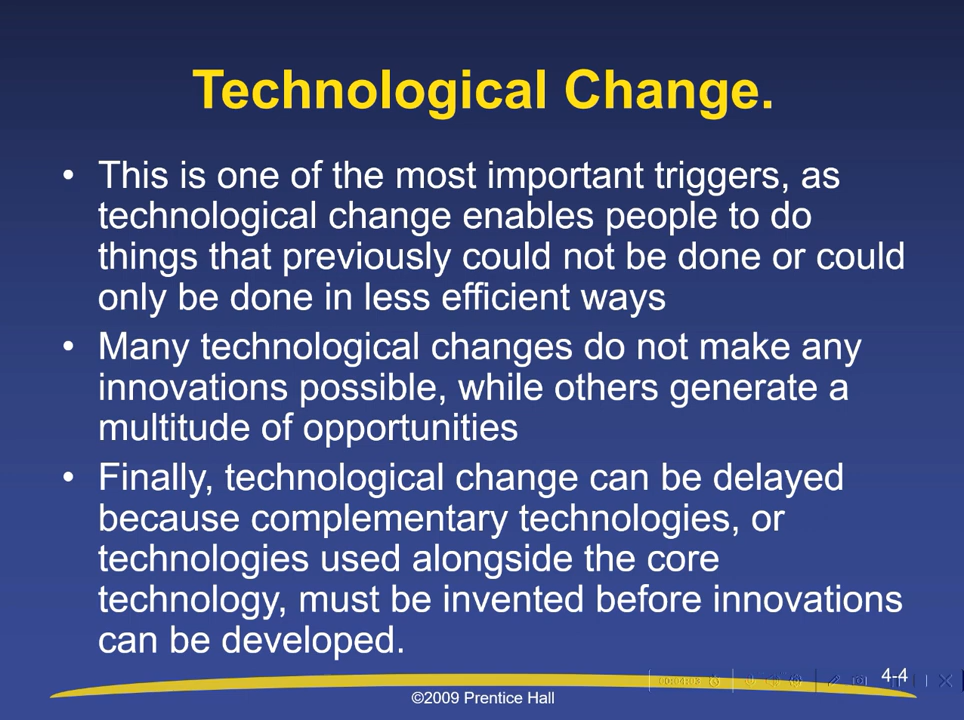 Technological Change.
• This is one of the most important triggers, as
technological change enables people to do
things that previously could not be done or could
only be done in less efficient ways
• Many technological changes do not make any
innovations possible, while others generate a
multitude of opportunities
• Finally, technological change can be delayed
because complementary technologies, or
technologies used alongside the core
technology, must be invented before innovations
can be developed.
4-4
©2009 Prentice Hall